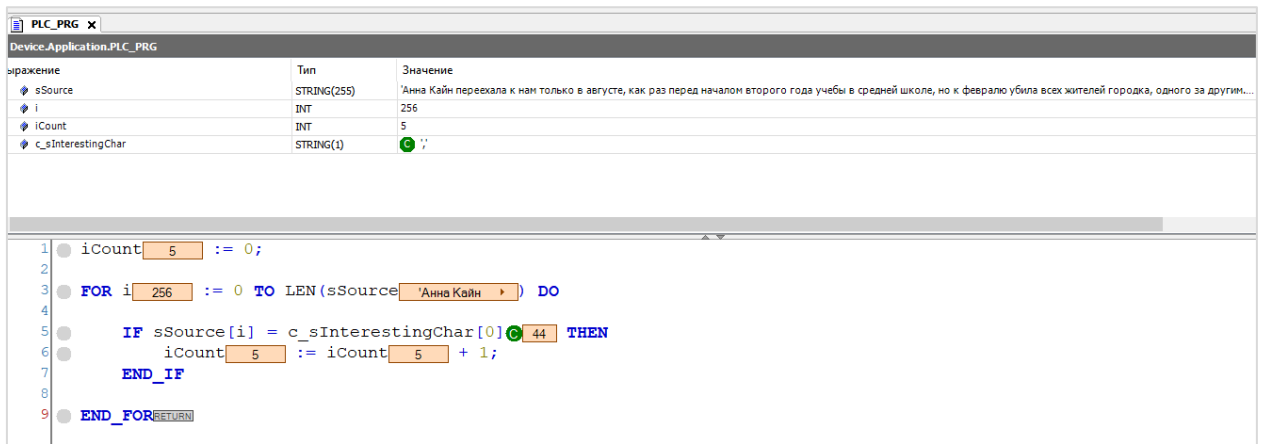 PLC_PRG X
Device.Application.PLC_PRG
ыражение Тип Значение
sSource STRING(255) 'Анна Кайн переехала к нам только в августе, как раз перед началом второго года учебы в средней школе, но к февралю убила всех жителей городка, одного за другим....
i INT 256
iCount INT 5
c_sInterestingChar STRING(1) C ','
1 iCount 5 := 0;
2
3 FOR i 256 := 0 TO LEN(sSource 'Анна Кайн ) DO
4
5 IF sSource[i] = c_sInterestingChar[0] C 44 THEN
6 iCount 5 := iCount 5 + 1;
7 END_IF
8
9 END_FOR RETURN